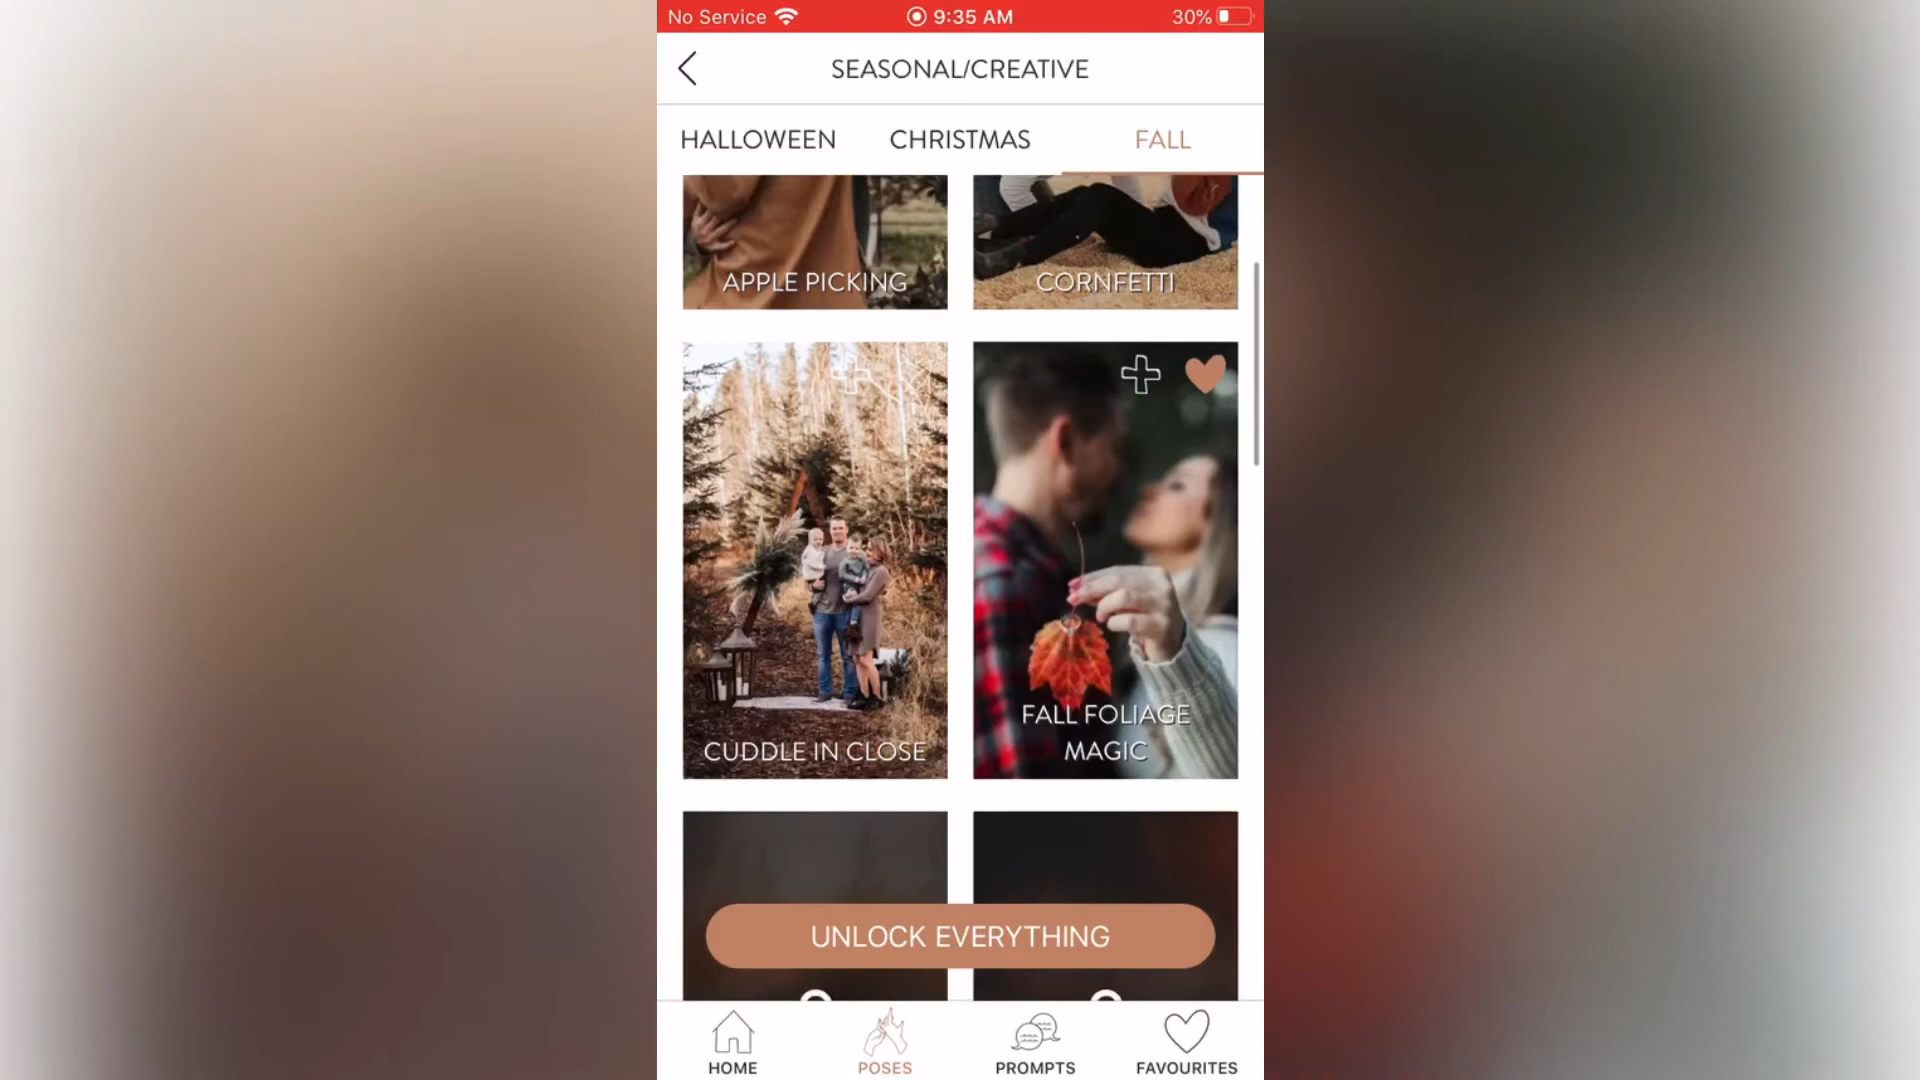 No Service
9:35 AM
30%
SEASONAL/CREATIVE
HALLOWEEN
CHRISTMAS
FALL
APPLE PICKING
CORNFETTI
CUDDLE IN CLOSE
FALL FOLIAGE
MAGIC
UNLOCK EVERYTHING
HOME
POSES
PROMPTS
FAVOURITES